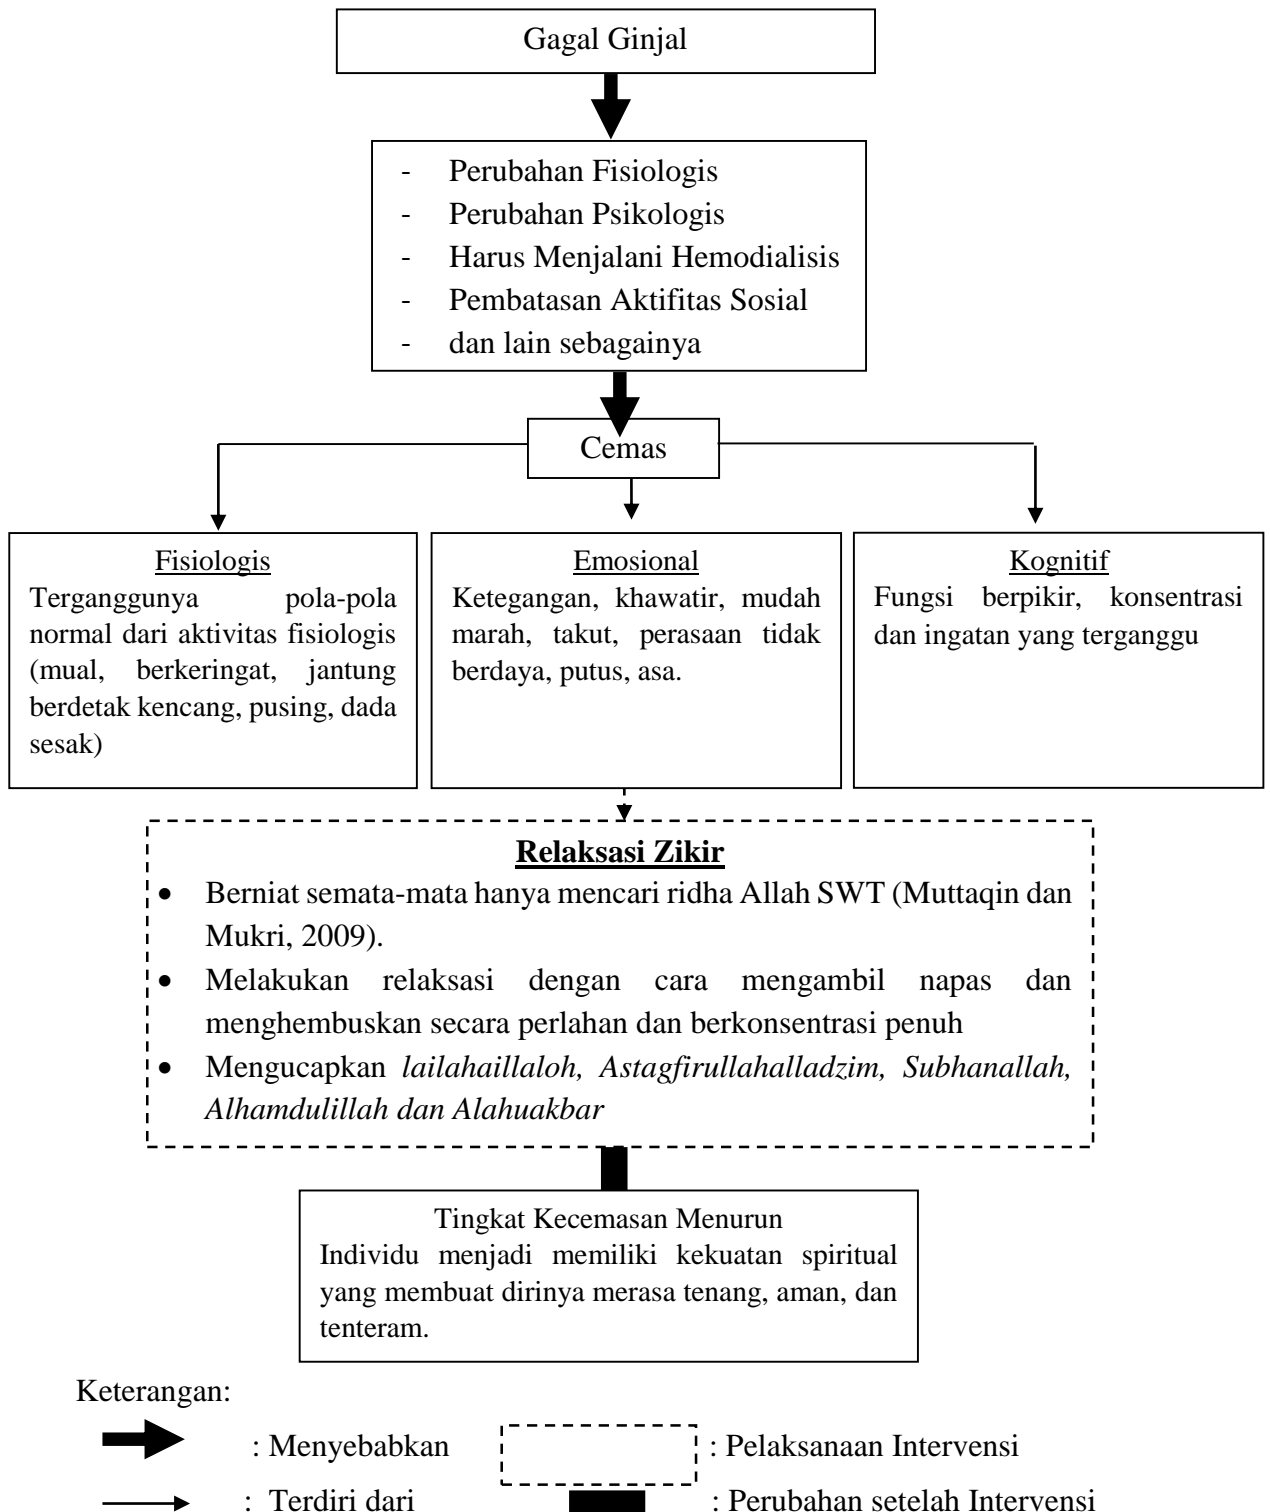 Gagal Ginjal
- Perubahan Fisiologis
- Perubahan Psikologis
- Harus Menjalani Hemodialisis
- Pembatasan Aktifitas Sosial
- dan lain sebagainya
Cemas
Fisiologis
Terganggunya pola-pola
normal dari aktivitas fisiologis
(mual, berkeringat, jantung
berdetak kencang, pusing, dada
sesak)
Emosional
Ketegangan, khawatir, mudah
marah, takut, perasaan tidak
berdaya, putus, asa.
Kognitif
Fungsi berpikir, konsentrasi
dan ingatan yang terganggu
Relaksasi Zikir
• Berniat semata-mata hanya mencari ridha Allah SWT (Muttaqin dan
Mukri, 2009).
• Melakukan relaksasi dengan cara mengambil napas dan
menghembuskan secara perlahan dan berkonsentrasi penuh
• Mengucapkan lailahaillaloh, Astagfirullahalladzim, Subhanallah,
Alhamdulillah dan Alahuakbar
Tingkat Kecemasan Menurun
Individu menjadi memiliki kekuatan spiritual
yang membuat dirinya merasa tenang, aman, dan
tenteram.
Keterangan:
: Menyebabkan
: Pelaksanaan Intervensi
: Terdiri dari
: Perubahan setelah Intervensi